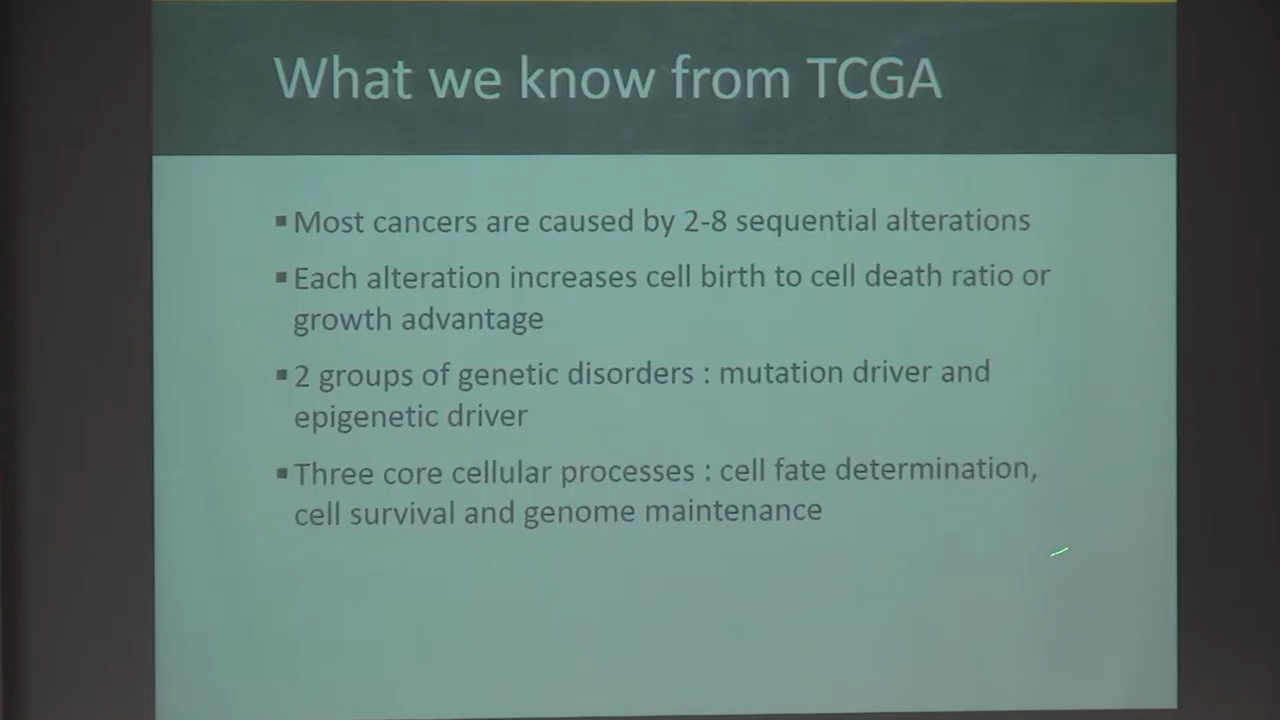 What we know from TCGA
▪ Most cancers are caused by 2-8 sequential alterations
▪ Each alteration increases cell birth to cell death ratio or
growth advantage
▪ 2 groups of genetic disorders : mutation driver and
epigenetic driver
▪ Three core cellular processes : cell fate determination,
cell survival and genome maintenance